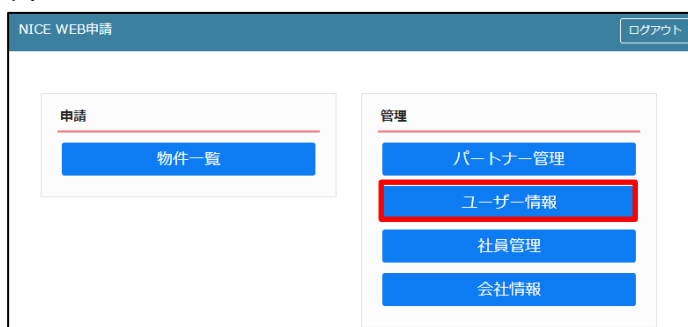 NICE WEB申請
ログアウト
申請
物件一覧
管理
パートナー管理
ユーザー情報
社員管理
会社情報